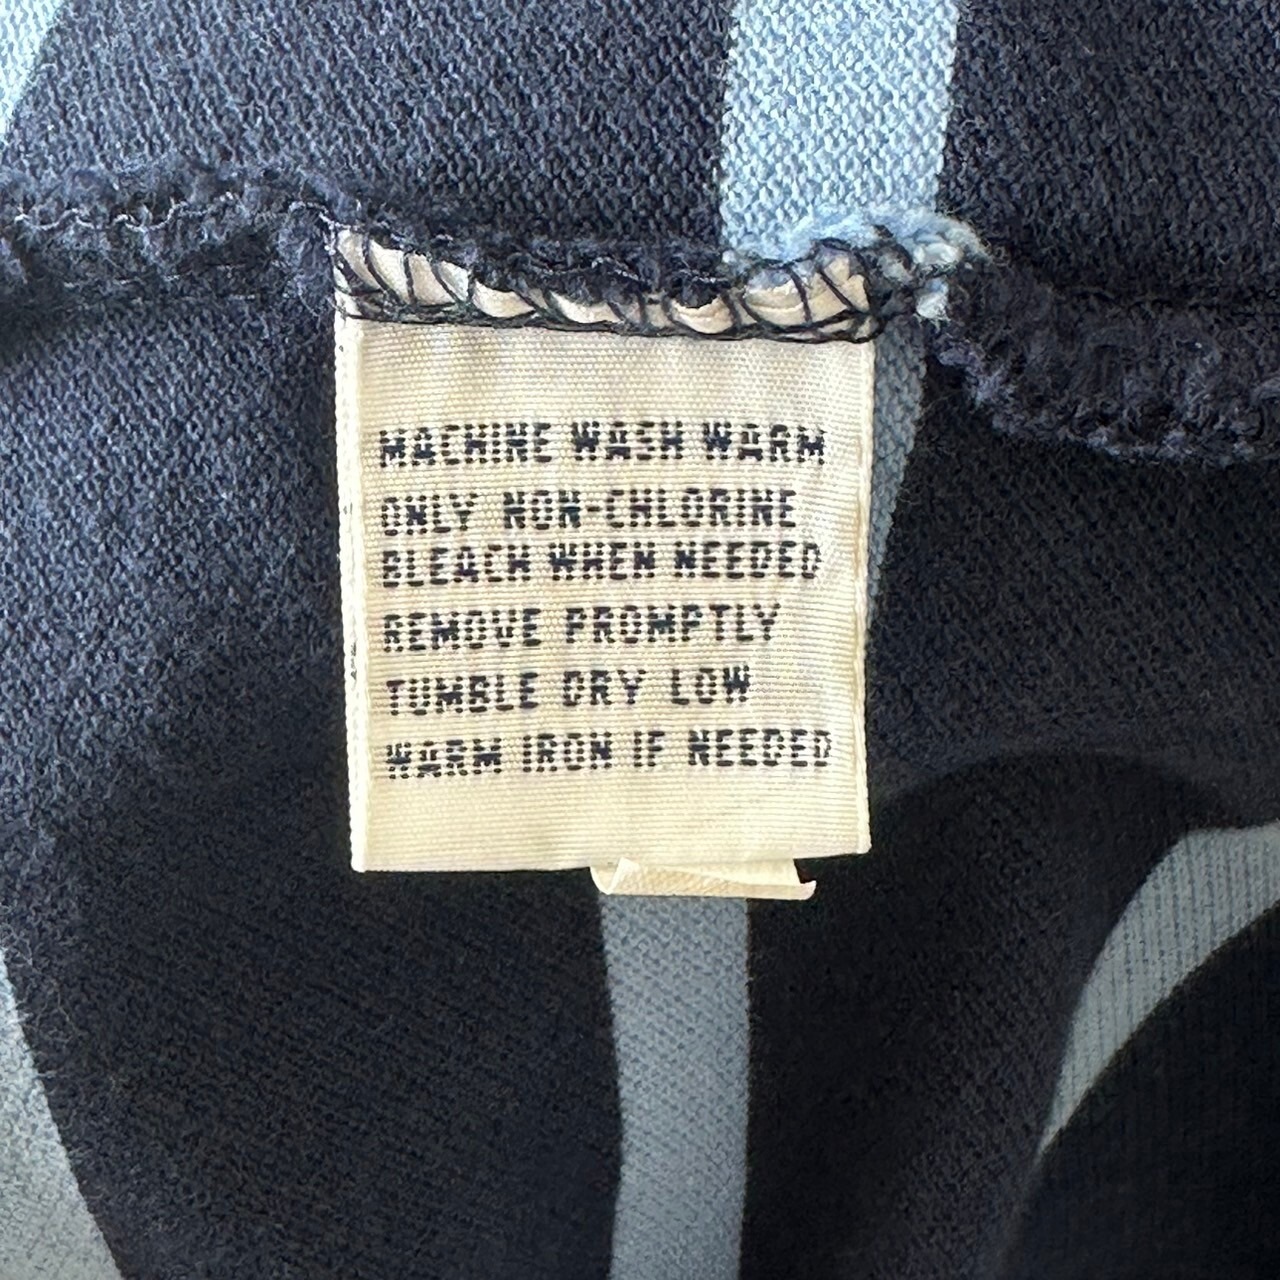 MACHINE WASH WARM
ONLY NON-CHLORINE
BLEACH WHEN NEEDED
REMOVE PROMPTLY
TUMBLE DRY LOW
WARM IRON IF NEEDED